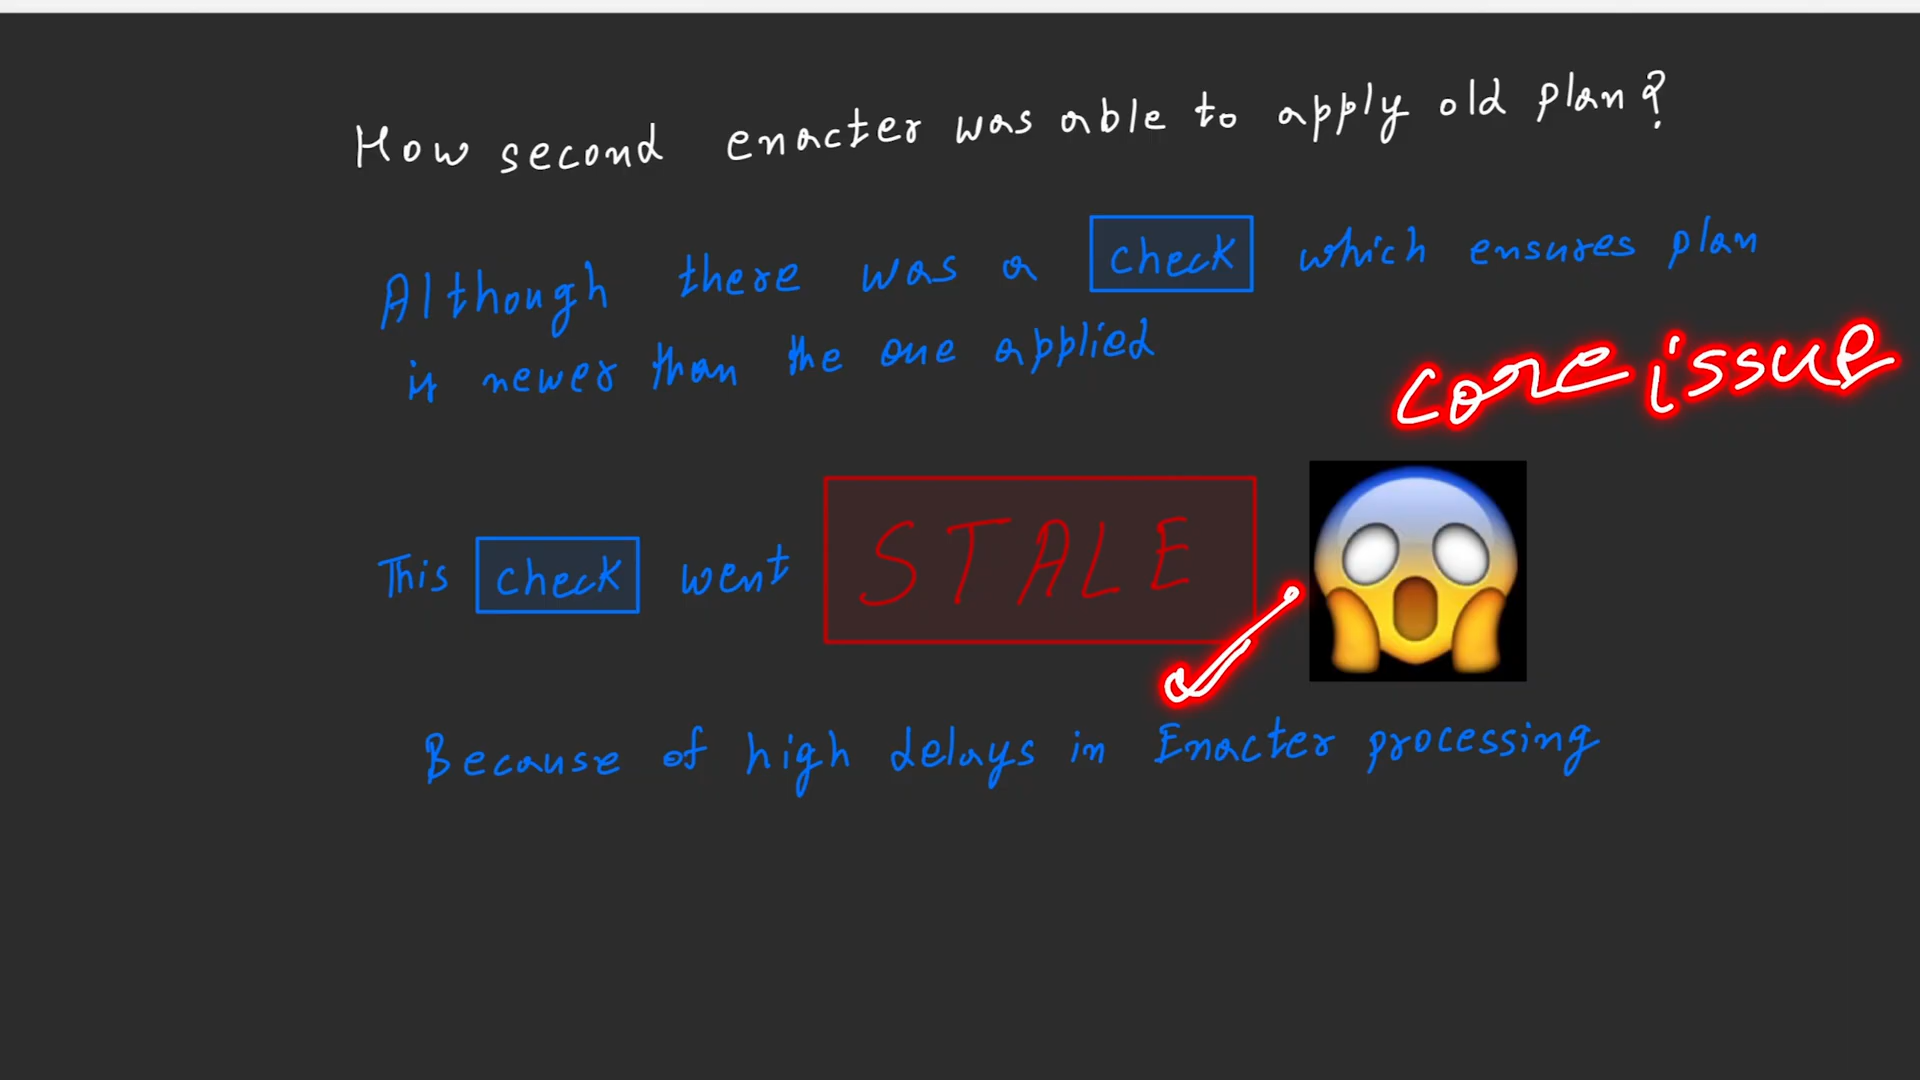 How second enacter was able to apply old plan?
Although there was a check which ensures plan
is newer than the one applied
core issue
This check went STALE
Because of high delays in Enacter processing